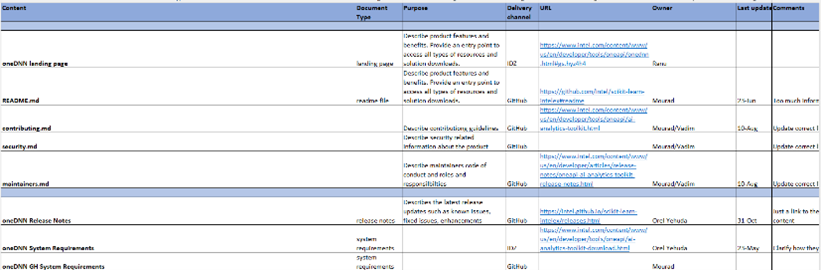 Content Document Type Purpose Delivery channel URL Owner Last update Comments
Describe product features and
benefits. Provide an entry point to
access all types of resources and
oneDNN landing page landing page solution downloads. IDZ Ranu
https://www.intel.com/content/www/
us/en/developer/tools/oneapi/onednn
Describe product features and
benefits. Provide an entry point to
access all types of resources and
README.md readme file solution downloads. GitHub Mourad
https://github.com/intel/scikit-learn-
intelex#readme
Too much
https://www.intel.com/content/www/
us/en/developer/tools/oneapi/ai-
analytics-toolkit.html
contributing.md Describe contributing guidelines GitHub Mourad/Vadim 10-Aug Update correct
Describe security related
security.md information about the product GitHub Mourad/Vadim Update correct
Describe maintainers code of
conduct and roles and
maintainers.md responsibilities GitHub Mourad/Vadim 10-Aug Update correct
https://www.intel.com/content/www/
us/en/developer/articles/release-
notes/oneapi-ai-analytics-toolkit-
release-notes.html
Describes the latest release
updates such as known issues,
oneDNN Release Notes release notes fixed issues, enhancements GitHub Orel Yehuda 31-Oct
https://intel.github.io/scikit-learn-
intelex/releases.html
Just a link to the
content
https://www.intel.com/content/www/
us/en/developer/tools/oneapi/ai-
analytics-toolkit-download.html
oneDNN System Requirements system requirements IDZ Orel Yehuda Clarify how they
oneDNN GH System Requirements system requirements GitHub Mourad